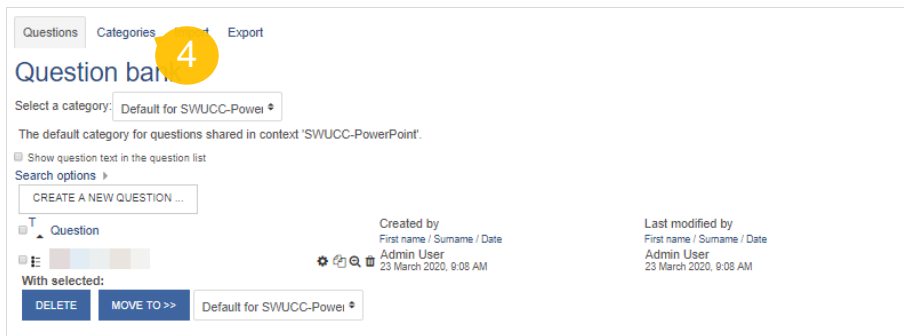 Questions Categories Export
4
Question bank
Select a category: Default for SWUCC-Power
The default category for questions shared in context 'SWUCC-PowerPoint'.
Show question text in the question list
Search options
CREATE A NEW QUESTION ...
T Question Created by Last modified by
First name / Surname / Date First name / Surname / Date
Admin User Admin User
23 March 2020, 9:08 AM 23 March 2020, 9:08 AM
With selected:
DELETE MOVE TO >> Default for SWUCC-Power